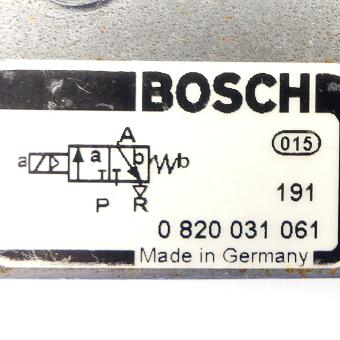 BOSCH
015
A
a a b b
191
P R
0 820 031 061
Made in Germany